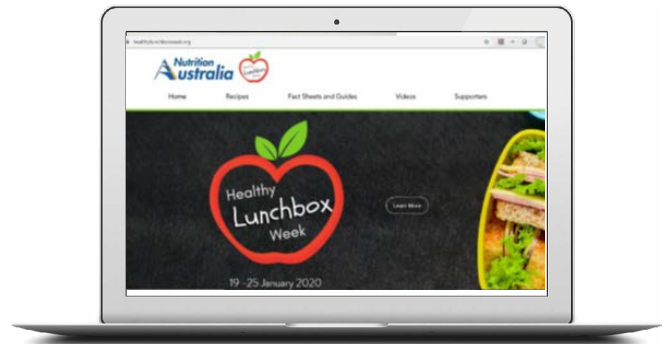 Nutrition
Australia
Home Recipes Fact Sheets and Guides Videos Supporters
Healthy
Lunchbox
Week
Learn More
19 -25 January 2020